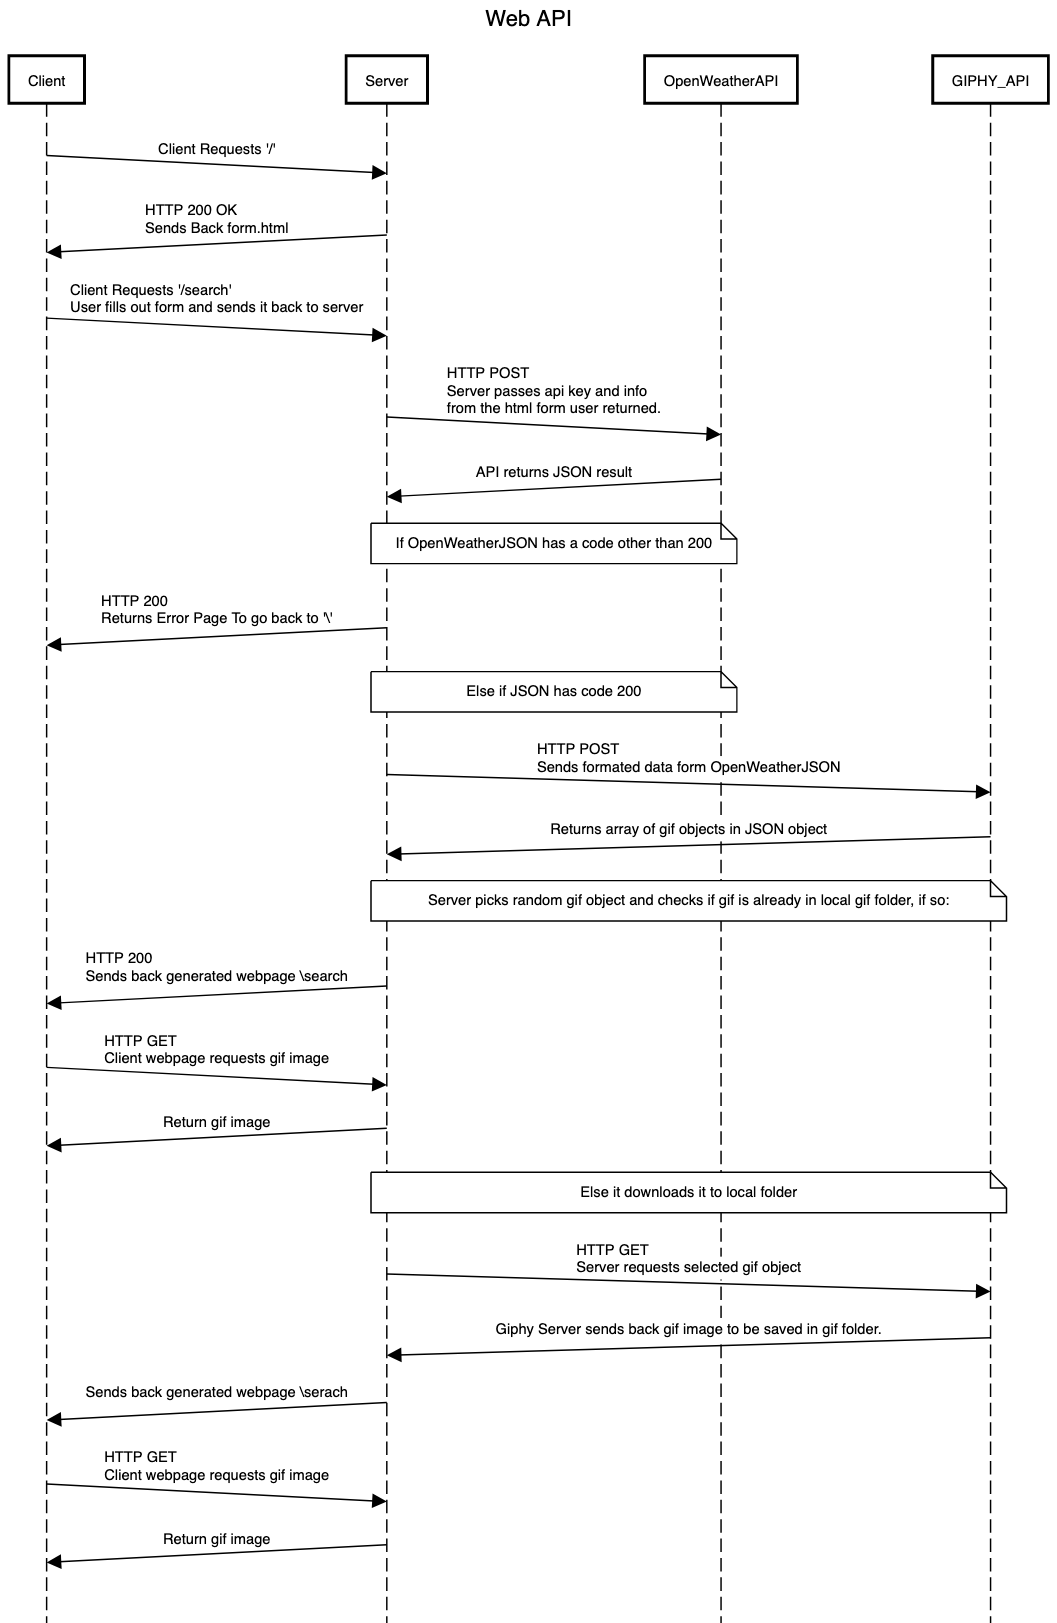 Web API
Client
Server
OpenWeatherAPI
GIPHY_API
Client Requests '/'
HTTP 200 OK
Sends Back form.html
Client Requests '/search'
User fills out form and sends it back to server
HTTP POST
Server passes api key and info
from the html form user returned.
API returns JSON result
If OpenWeatherJSON has a code other than 200
HTTP 200
Returns Error Page To go back to '\'
Else if JSON has code 200
HTTP POST
Sends formated data form OpenWeatherJSON
Returns array of gif objects in JSON object
Server picks random gif object and checks if gif is already in local gif folder, if so:
HTTP 200
Sends back generated webpage \search
HTTP GET
Client webpage requests gif image
Return gif image
Else it downloads it to local folder
HTTP GET
Server requests selected gif object
Giphy Server sends back gif image to be saved in gif folder.
Sends back generated webpage \serach
HTTP GET
Client webpage requests gif image
Return gif image